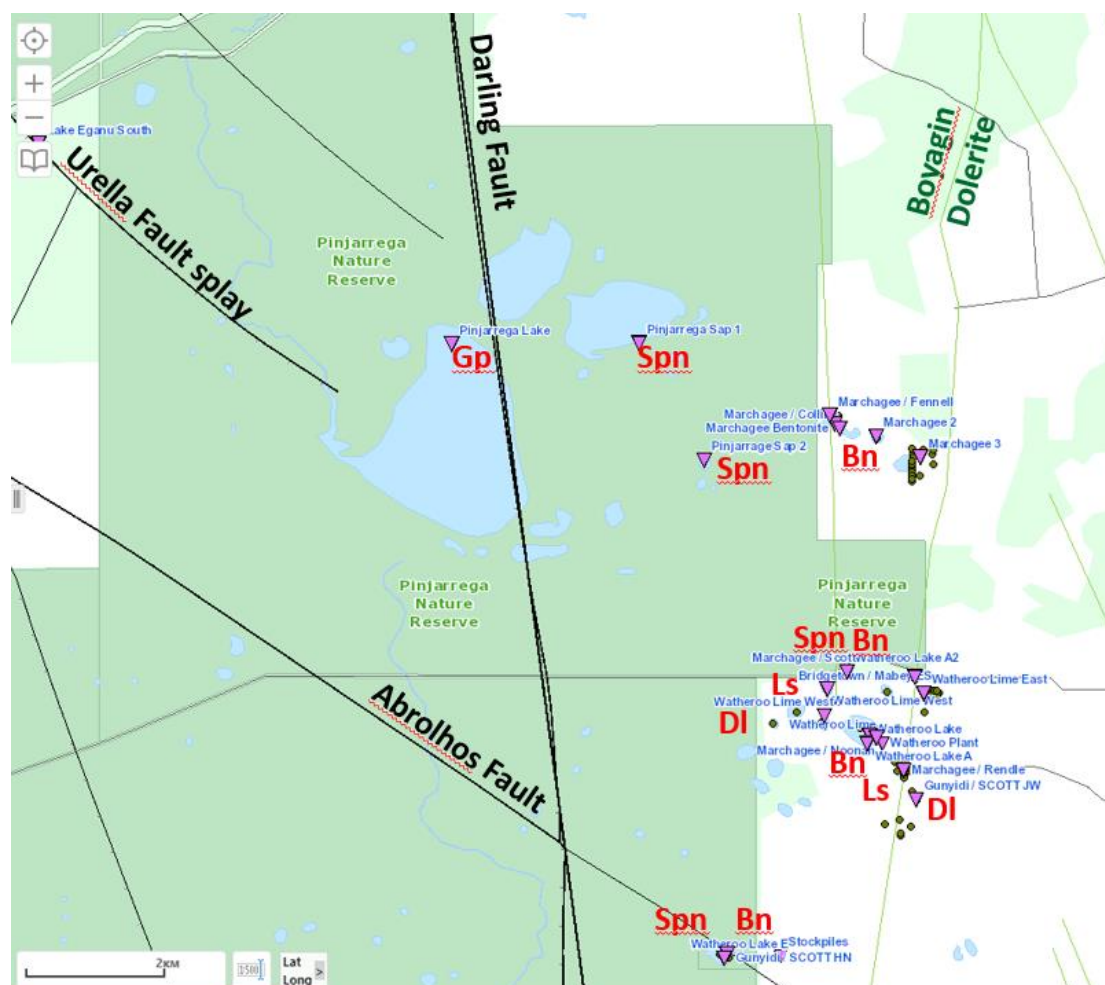 Lake Eganu South
Urella Fault splay
Darling Fault
Bovagin
Dolerite
Pinjarrega
Nature
Reserve
Pinjarrega Lake
Gp
Pinjarrega Sap 1
Spn
Marchagee / Fennell
Marchagee / Colli
Marchagee Bentonite
Marchagee 2
Marchagee 3
Bn
Pinjarrage Sap 2
Spn
Pinjarrega
Nature
Reserve
Pinjarrega
Nature
Reserve
Spn
Bn
Marchagee / Scott
Watheroo Lake A2
Bridgetown / Mabey
Ls
Watheroo Lime East
Watheroo Lime West
Watheroo Lime West
Dl
Watheroo Lime
Watheroo Lake
Watheroo Plant
Marchagee / Noonan
Watheroo Lake A
Bn
Marchagee / Rendle
Ls
Gunyidi / SCOTT JW
Dl
Abrolhos Fault
Spn
Bn
Watheroo Lake E
Stockpiles
Gunyidi / SCOTT HN
2KM
Lat
Long
>